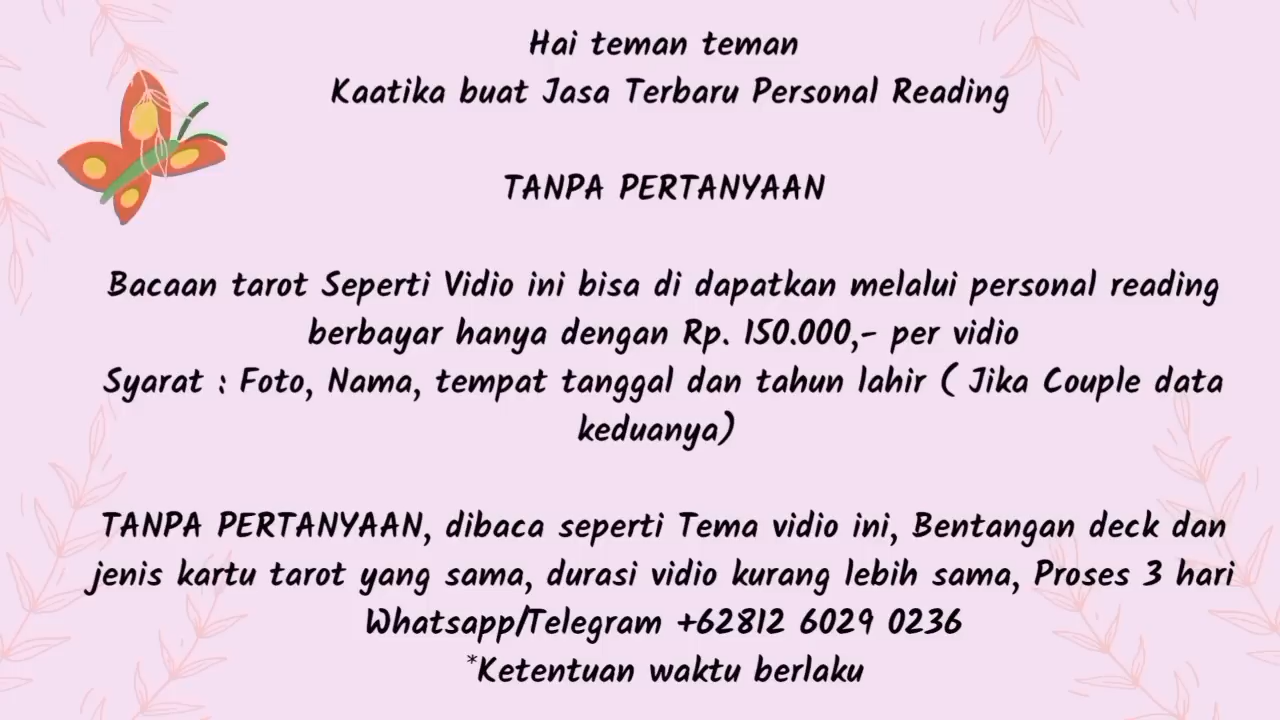 Hai teman teman
Kaatika buat Jasa Terbaru Personal Reading
TANPA PERTANYAAN
Bacaan tarot Seperti Vidio ini bisa di dapatkan melalui personal reading
berbayar hanya dengan Rp. 150.000,- per vidio
Syarat : Foto, Nama, tempat tanggal dan tahun lahir ( Jika Couple data
keduanya)
TANPA PERTANYAAN, dibaca seperti Tema vidio ini, Bentangan deck dan
jenis kartu tarot yang sama, durasi vidio kurang lebih sama, Proses 3 hari
Whatsapp/Telegram +62812 6029 0236
*Ketentuan waktu berlaku